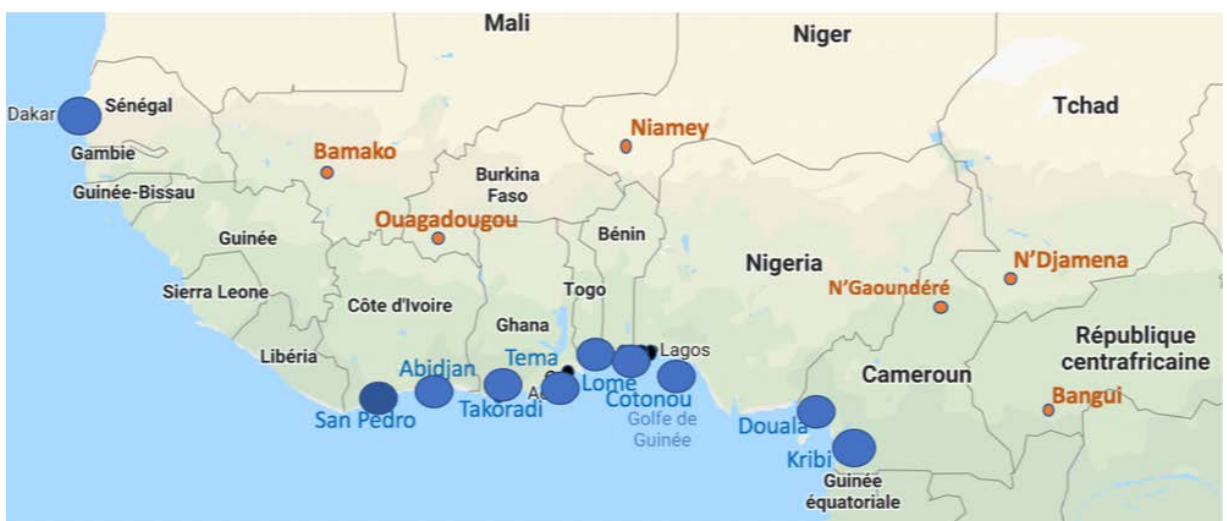 Mali
Niger
Dakar
Sénégal
Tchad
Niamey
Gambie
Bamako
Burkina
Faso
Guinée-Bissau
Ouagadougou
Bénin
Guinée
Nigeria
N'Djamena
N'Gaoundéré
Sierra Leone
Côte d'Ivoire
Togo
Ghana
République
centrafricaine
Libéria
Tema
Lagos
Abidjan
Lome
Cameroun
San Pedro
Takoradi
Cotonou
Bangui
Golfe de
Guinée
Douala
Kribi
Guinée
équatoriale